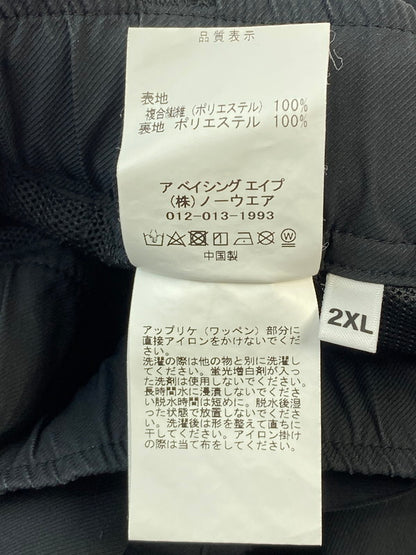 品質表示
表地
複合繊維（ポリエステル）100%
裏地 ポリエステル 100%
ア ベイシング エイプ
（株）ノーウエア
012-013-1993
中国製
2XL
アップリケ（ワッペン）部分に
直接アイロンをかけないでくだ
さい。
洗濯の際は他の物と別に洗濯し
てください。蛍光増白剤が入っ
た洗剤は使用しないでください。
長時間水に浸漬しないでくださ
い。脱水時間は短めに。脱水後湿
った状態で放置しないでくださ
い。洗濯後は形を整えて直ちに
干してください。アイロン掛け
の際は当て布をしてください。